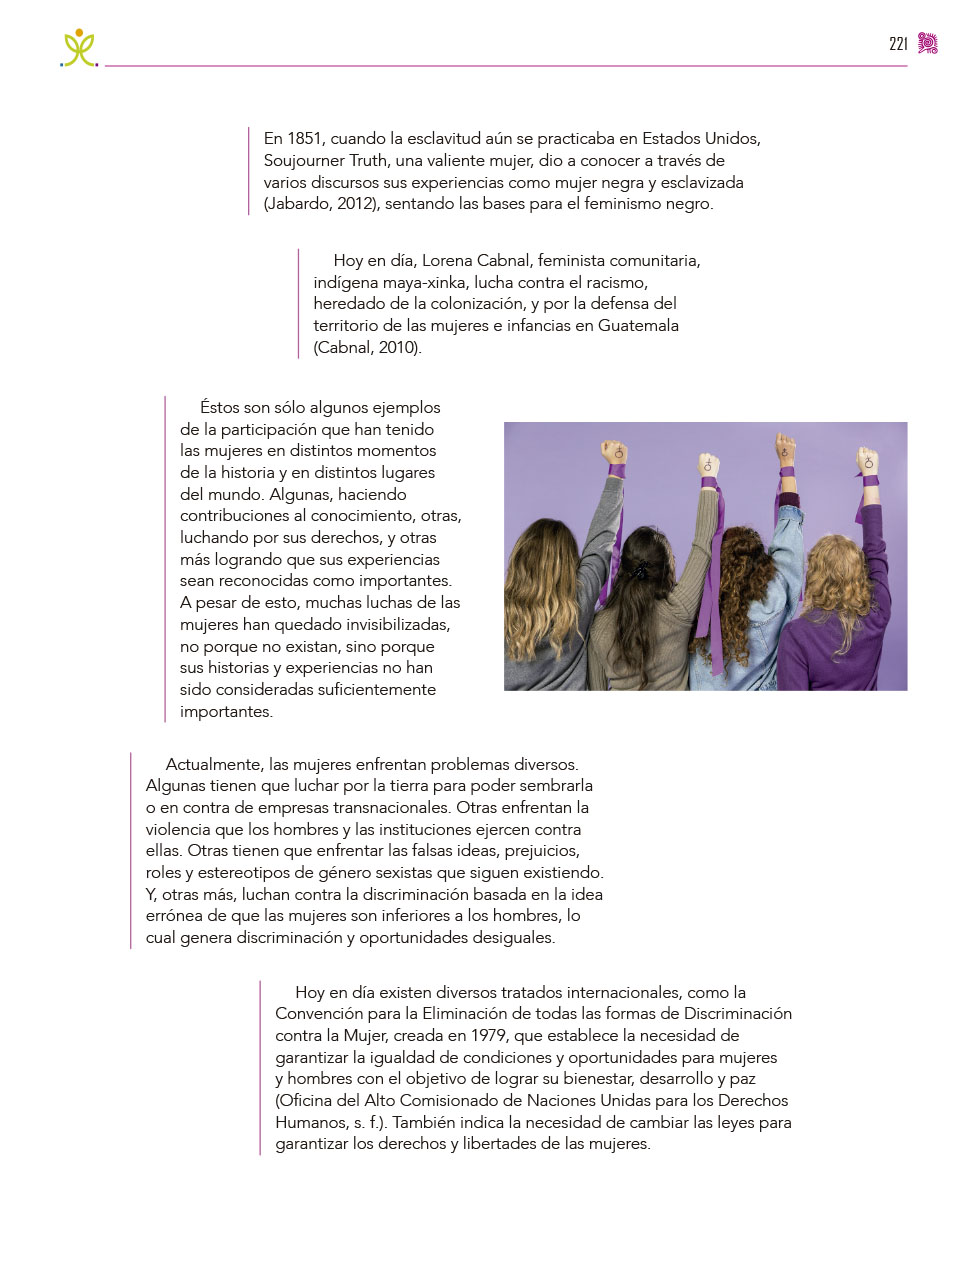 221
En 1851, cuando la esclavitud aún se practicaba en Estados Unidos,
Soujourner Truth, una valiente mujer, dio a conocer a través de
varios discursos sus experiencias como mujer negra y esclavizada
(Jabardo, 2012), sentando las bases para el feminismo negro.
Hoy en día, Lorena Cabnal, feminista comunitaria,
indígena maya-xinka, lucha contra el racismo,
heredado de la colonización, y por la defensa del
territorio de las mujeres e infancias en Guatemala
(Cabnal, 2010).
Éstos son sólo algunos ejemplos
de la participación que han tenido
las mujeres en distintos momentos
de la historia y en distintos lugares
del mundo. Algunas, haciendo
contribuciones al conocimiento, otras,
luchando por sus derechos, y otras
más logrando que sus experiencias
sean reconocidas como importantes.
A pesar de esto, muchas luchas de las
mujeres han quedado invisibilizadas,
no porque no existan, sino porque
sus historias y experiencias no han
sido consideradas suficientemente
importantes.
Actualmente, las mujeres enfrentan problemas diversos.
Algunas tienen que luchar por la tierra para poder sembrarla
o en contra de empresas transnacionales. Otras enfrentan la
violencia que los hombres y las instituciones ejercen contra
ellas. Otras tienen que enfrentar las falsas ideas, prejuicios,
roles y estereotipos de género sexistas que siguen existiendo.
Y, otras más, luchan contra la discriminación basada en la idea
errónea de que las mujeres son inferiores a los hombres, lo
cual genera discriminación y oportunidades desiguales.
Hoy en día existen diversos tratados internacionales, como la
Convención para la Eliminación de todas las formas de Discriminación
contra la Mujer, creada en 1979, que establece la necesidad de
garantizar la igualdad de condiciones y oportunidades para mujeres
y hombres con el objetivo de lograr su bienestar, desarrollo y paz
(Oficina del Alto Comisionado de Naciones Unidas para los Derechos
Humanos, s. f.). También indica la necesidad de cambiar las leyes para
garantizar los derechos y libertades de las mujeres.